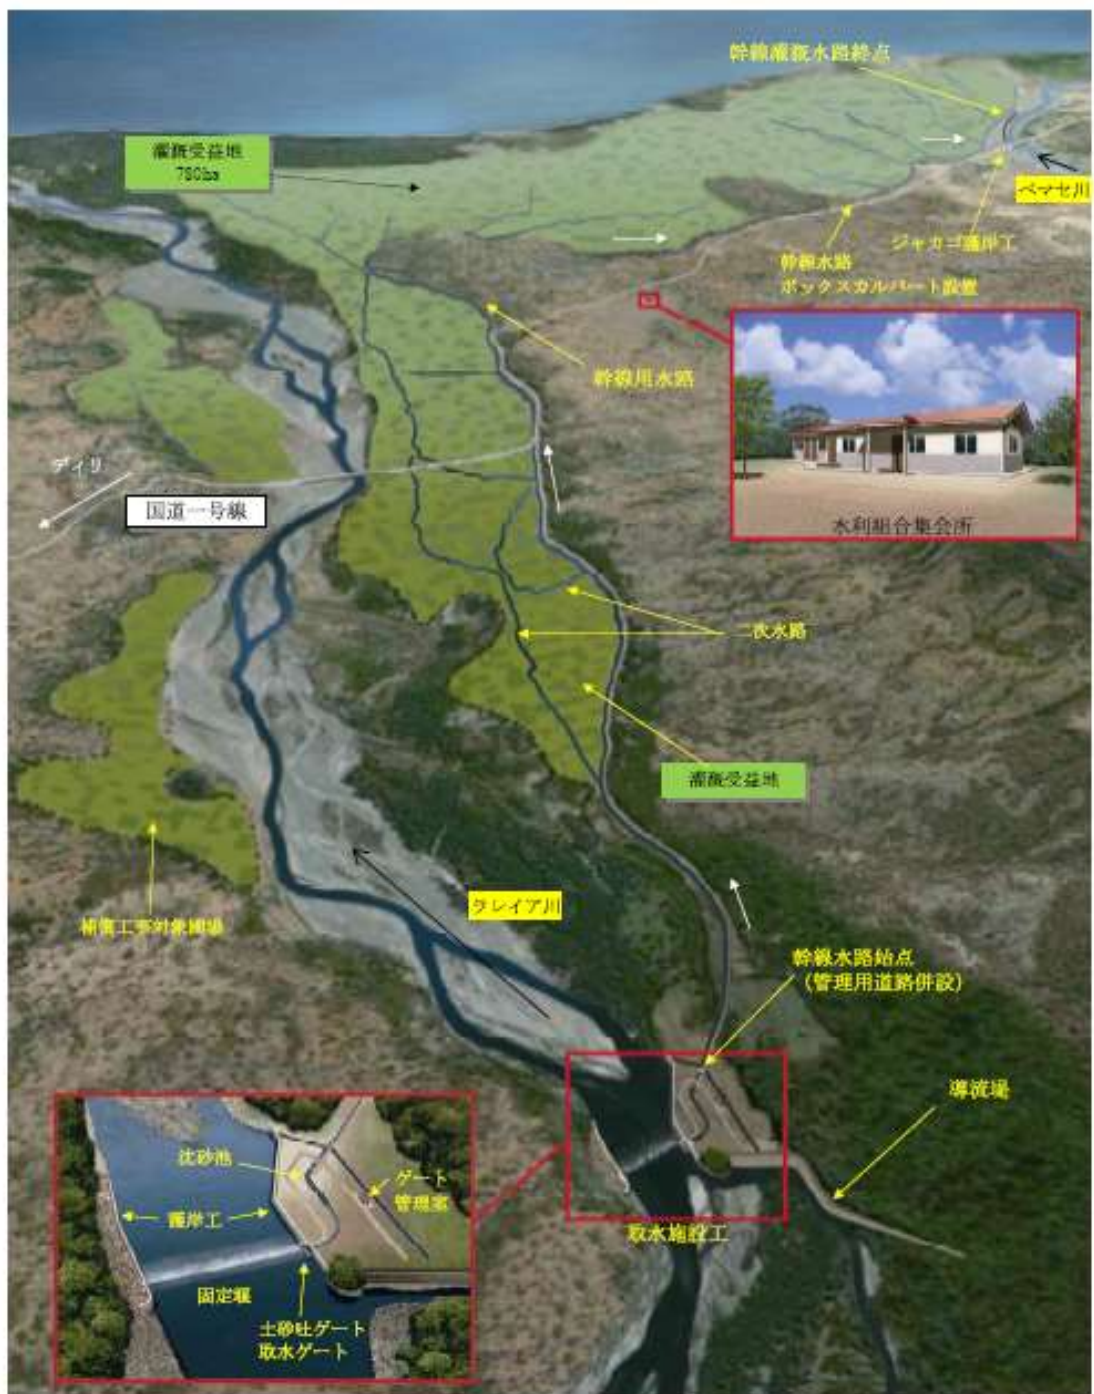 幹線灌漑水路終点
灌漑受益地
780ha
ベマセ川
ジャカゴ護岸工
幹線水路
ボックスカルバート設置
幹線用水路
水利組合集会所
ディリ
国道一号線
二次水路
灌漑受益地
補償工事対象圃場
クレイア川
幹線水路始点
(管理用道路併設)
導流堤
取水施設工
沈砂池
ゲート
管理室
護岸工
固定堰
土砂吐ゲート
取水ゲート